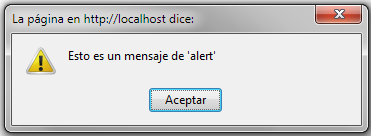 La página en http://localhost dice:
Esto es un mensaje de 'alert'
Aceptar